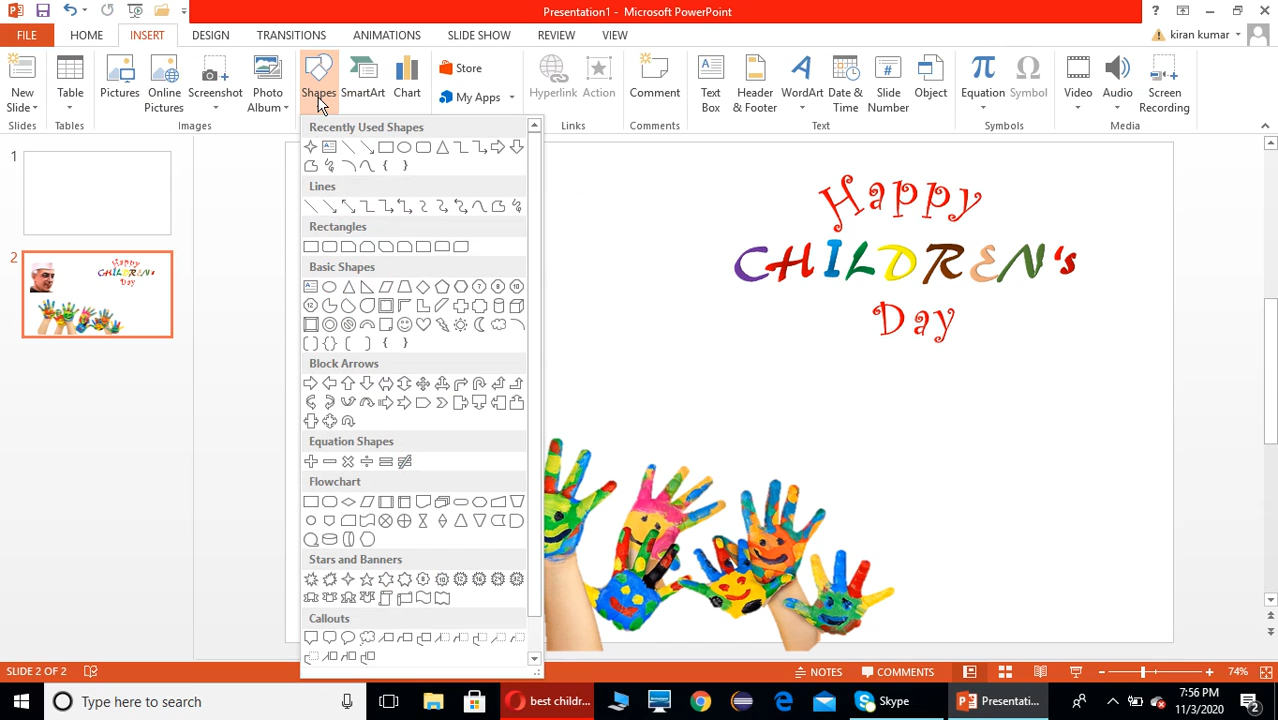 Presentation1 - Microsoft PowerPoint
FILE HOME INSERT DESIGN TRANSITIONS ANIMATIONS SLIDE SHOW REVIEW VIEW
kiran kumar
New Slide
Table
Pictures
Online Pictures
Screenshot
Photo Album
Shapes
SmartArt
Chart
Store
My Apps
Hyperlink
Action
Comment
Text Box
Header & Footer
WordArt
Date & Time
Slide Number
Object
Equation
Symbol
Video
Audio
Screen Recording
Slides Tables Images Links Comments Text Symbols Media
Recently Used Shapes
Lines
Rectangles
Basic Shapes
Block Arrows
Equation Shapes
Flowchart
Stars and Banners
Callouts
1
2
Happy
CHILDREN's
Day
Happy
CHILDREN's
Day
SLIDE 2 OF 2
NOTES
COMMENTS
74%
Type here to search
best childr...
Skype
Presentati...
7:56 PM
11/3/2020